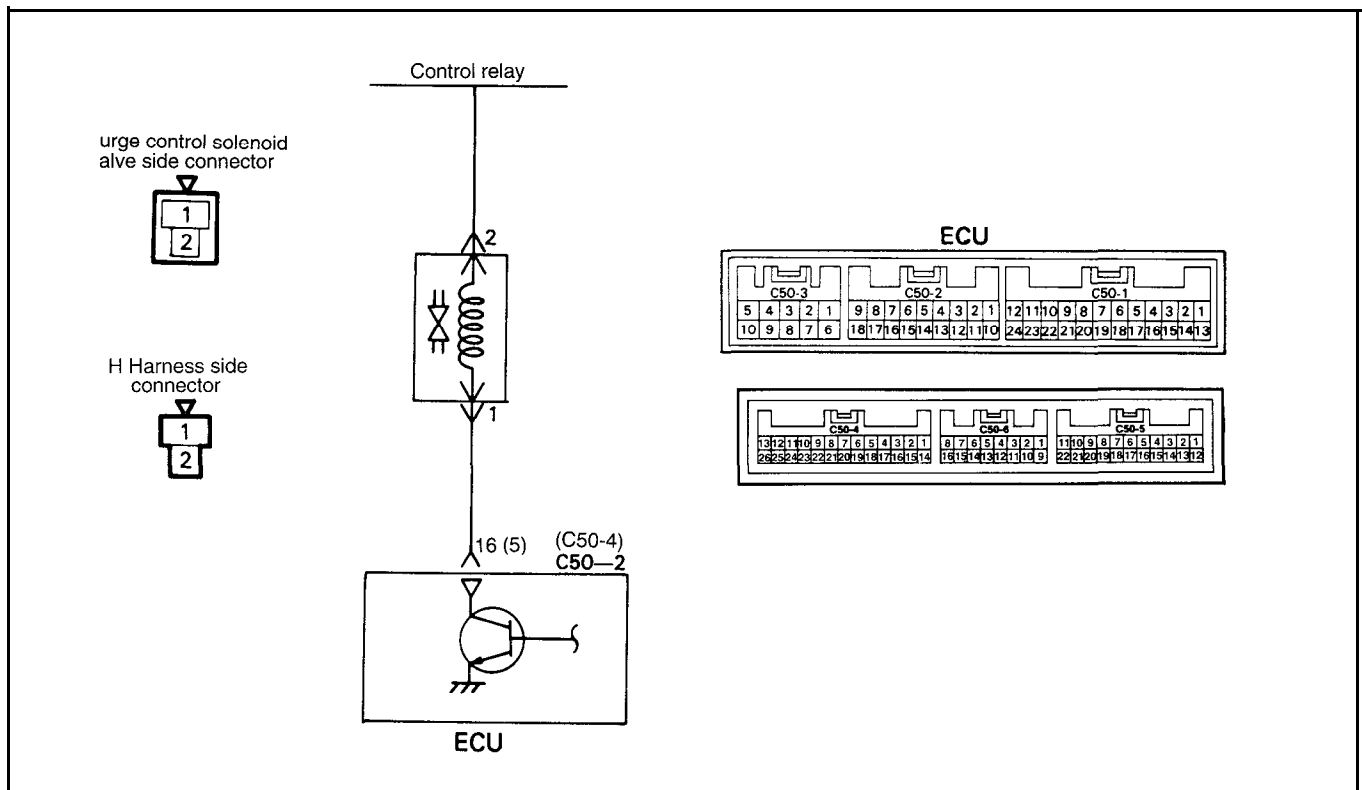 Control relay
urge control solenoid
alve side connector
1
2
2
1
H Harness side
connector
1
2
16 (5)
(C50-4)
C50—2
ECU
ECU
C50-3
C50-2
C50-1
5 4 3 2 1
9 8 7 6 5 4 3 2 1
12 11 10 9 8 7 6 5 4 3 2 1
10 9 8 7 6
18 17 16 15 14 13 12 11 10
24 23 22 21 20 19 18 17 16 15 14 13
C50-4
C50-6
C50-5
13 12 11 10 9 8 7 6 5 4 3 2 1
8 7 6 5 4 3 2 1
11 10 9 8 7 6 5 4 3 2 1
26 25 24 23 22 21 20 19 18 17 16 15 14
16 15 14 13 12 11 10 9
22 21 20 19 18 17 16 15 14 13 12